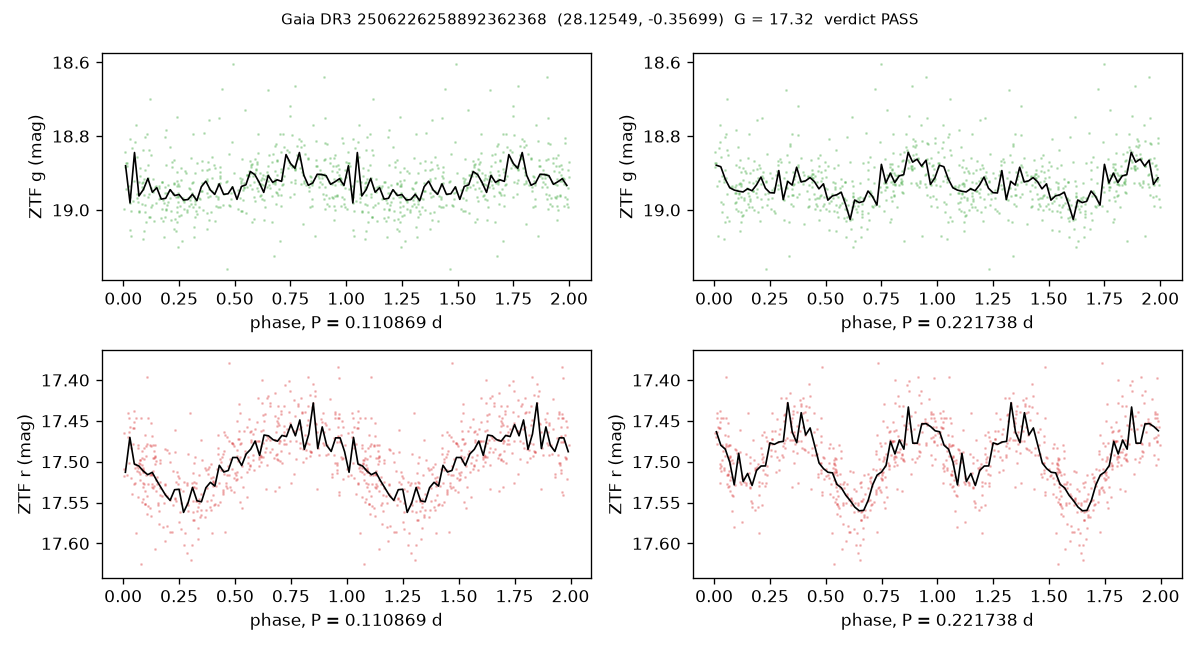 Gaia DR3 2506226258892362368  (28.12549, -0.35699)  G = 17.32  verdict PASS
ZTF g (mag)
18.6
18.8
19.0
0.00 0.25 0.50 0.75 1.00 1.25 1.50 1.75 2.00
phase, P = 0.110869 d
ZTF g (mag)
18.6
18.8
19.0
0.00 0.25 0.50 0.75 1.00 1.25 1.50 1.75 2.00
phase, P = 0.221738 d
ZTF r (mag)
17.40
17.45
17.50
17.55
17.60
0.00 0.25 0.50 0.75 1.00 1.25 1.50 1.75 2.00
phase, P = 0.110869 d
ZTF r (mag)
17.40
17.45
17.50
17.55
17.60
0.00 0.25 0.50 0.75 1.00 1.25 1.50 1.75 2.00
phase, P = 0.221738 d